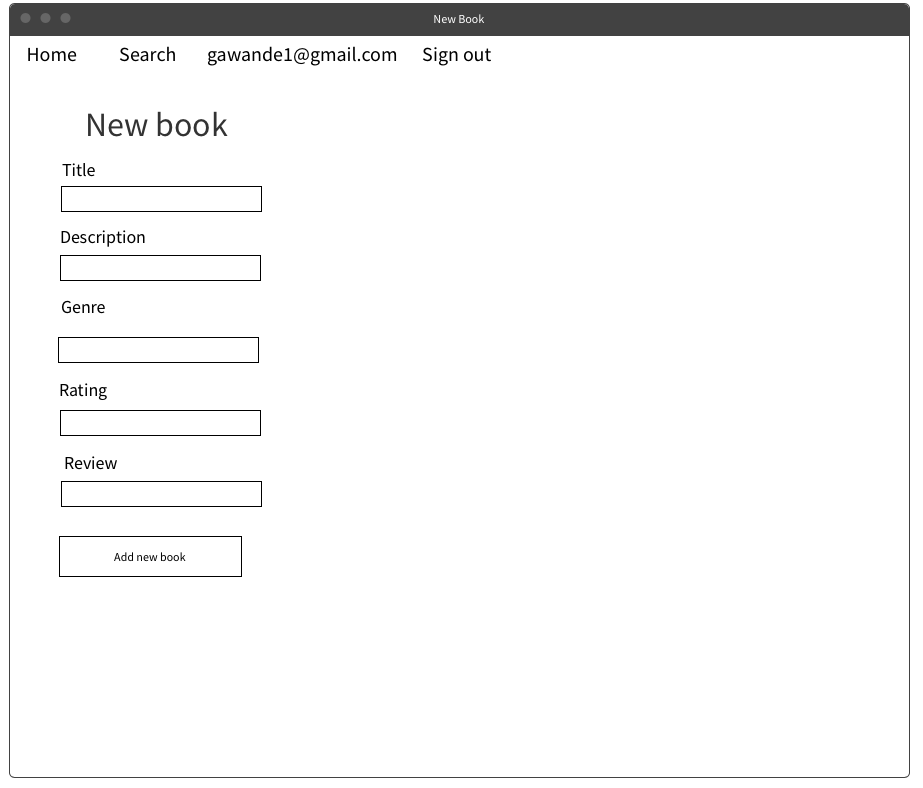 New Book
Home Search gawande1@gmail.com Sign out
New book
Title
Description
Genre
Rating
Review
Add new book